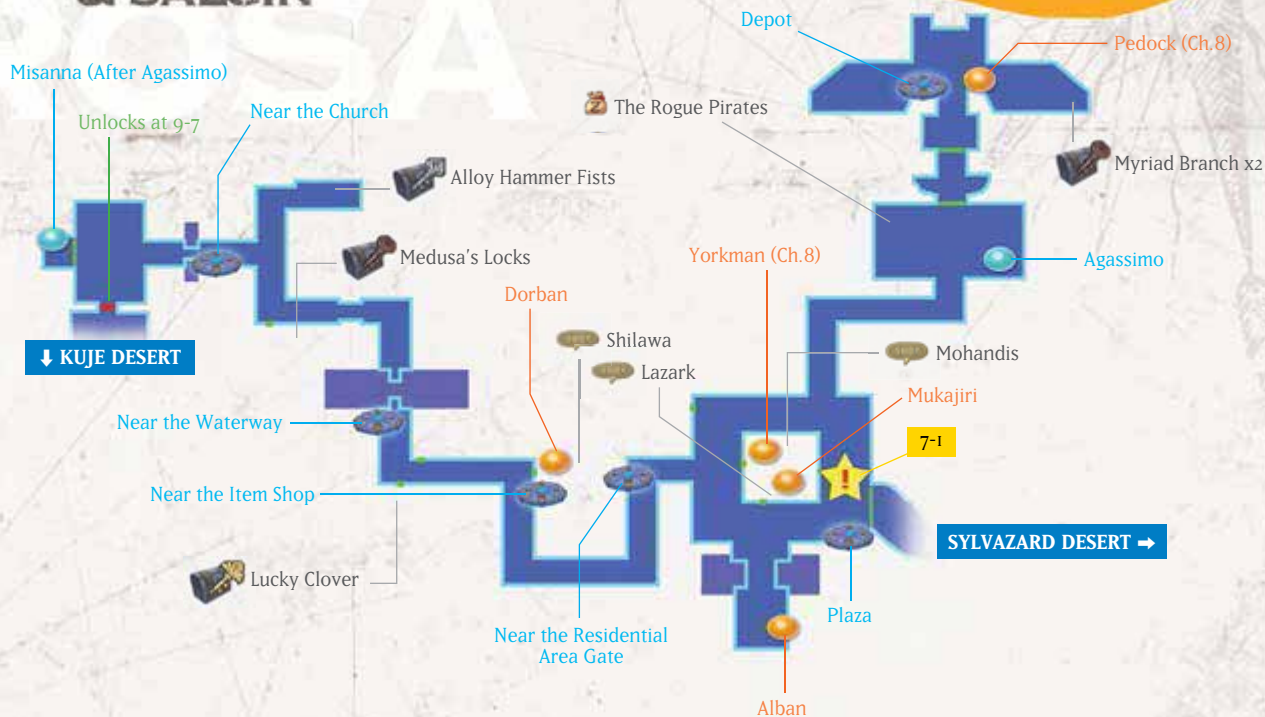 & SALOIN
ROSA
Depot
Pedock (Ch.8)
Misanna (After Agassimo)
Near the Church
Unlocks at 9-7
The Rogue Pirates
Alloy Hammer Fists
Myriad Branch x2
Medusa's Locks
Yorkman (Ch.8)
Agassimo
Dorban
Shilawa
Mohandis
⬇ KUJE DESERT
Lazark
Mukajiri
Near the Waterway
7-1
!
Near the Item Shop
SYLVAZARD DESERT ➡
Lucky Clover
Plaza
Near the Residential
Area Gate
Alban